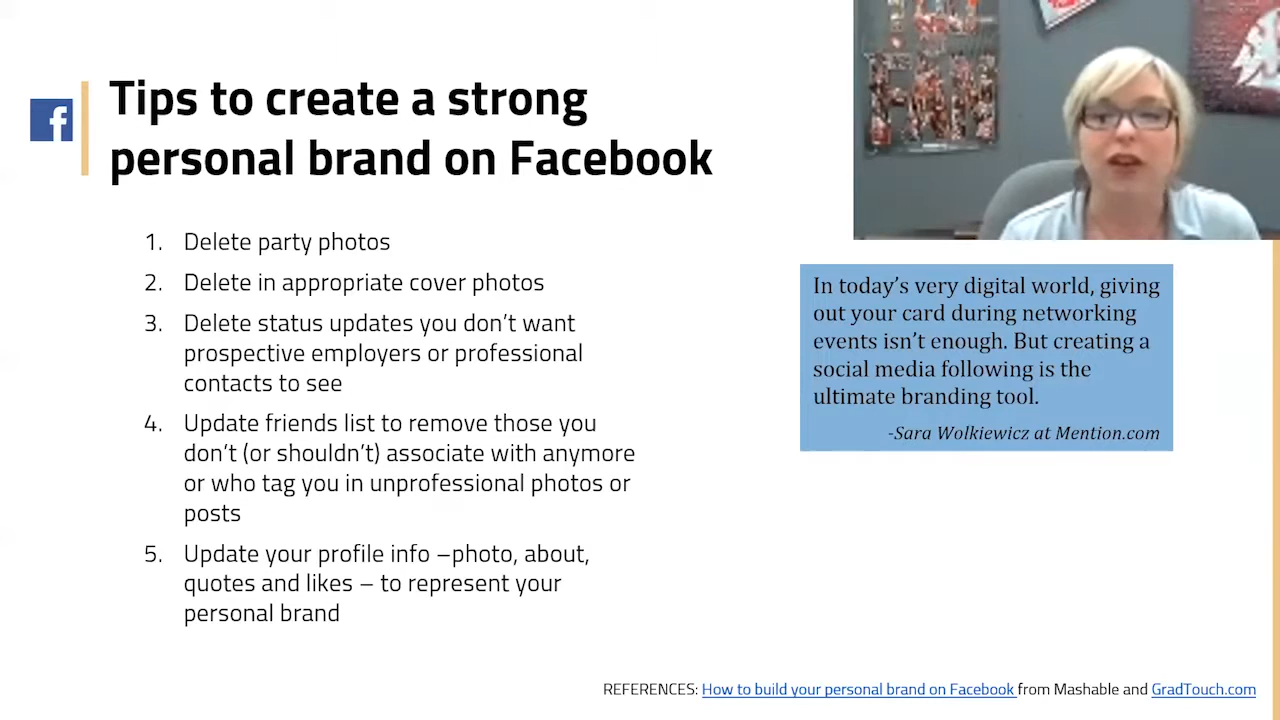 Tips to create a strong
personal brand on Facebook
1. Delete party photos
2. Delete in appropriate cover photos
3. Delete status updates you don't want
prospective employers or professional
contacts to see
4. Update friends list to remove those you
don't (or shouldn't) associate with anymore
or who tag you in unprofessional photos or
posts
5. Update your profile info –photo, about,
quotes and likes – to represent your
personal brand
In today's very digital world, giving
out your card during networking
events isn't enough. But creating a
social media following is the
ultimate branding tool.
-Sara Wolkiewicz at Mention.com
REFERENCES: How to build your personal brand on Facebook from Mashable and GradTouch.com